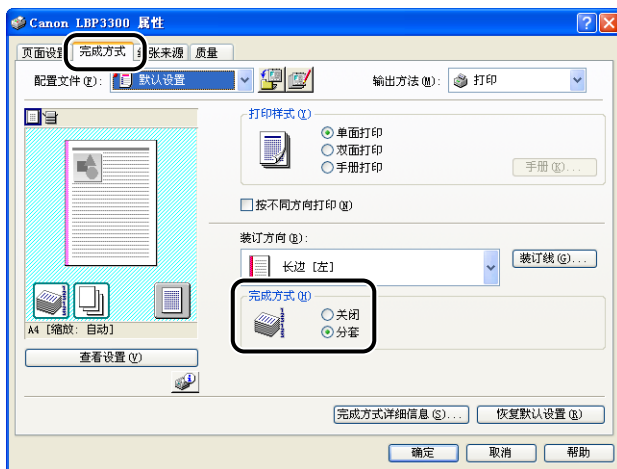 Canon LBP3300 属性
页面设置 完成方式 纸张来源 质量
配置文件(F): 默认设置 输出方法(M): 打印
打印样式(Y)
单面打印
双面打印
手册打印 手册(K)...
按不同方向打印(N)
装订方向(B):
长边 [左] 装订线(G)...
完成方式(H)
关闭
分套
A4 [缩放: 自动]
查看设置(V)
完成方式详细信息(S)... 恢复默认设置(R)
确定 取消 帮助